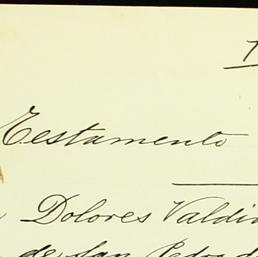 Testamento
Dolores Valdi
de San Pedro d